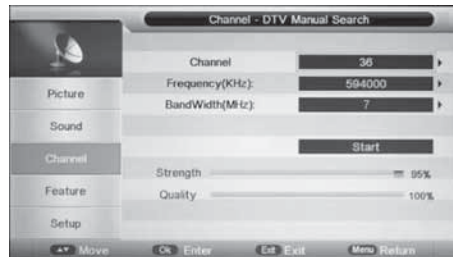 Channel - DTV Manual Search
Channel 36
Frequency(KHz): 594000
BandWidth(MHz): 7
Start
Strength 95%
Quality 100%
Picture
Sound
Channel
Feature
Setup
Move Ok Enter Exit Exit Menu Return